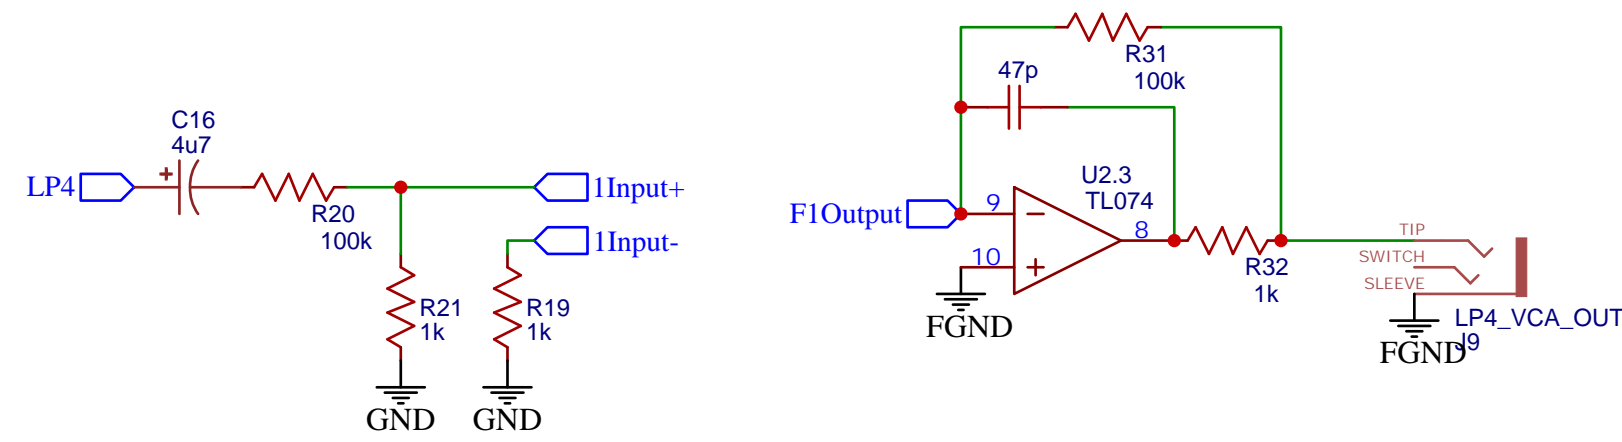 C16
4u7
+
LP4
R20
100k
1Input+
1Input-
R21
1k
R19
1k
GND
GND
R31
100k
47p
U2.3
TL074
F1Output
9
-
8
10
+
R32
1k
FGND
TIP
SWITCH
SLEEVE
LP4_VCA_OUT
J9
FGND